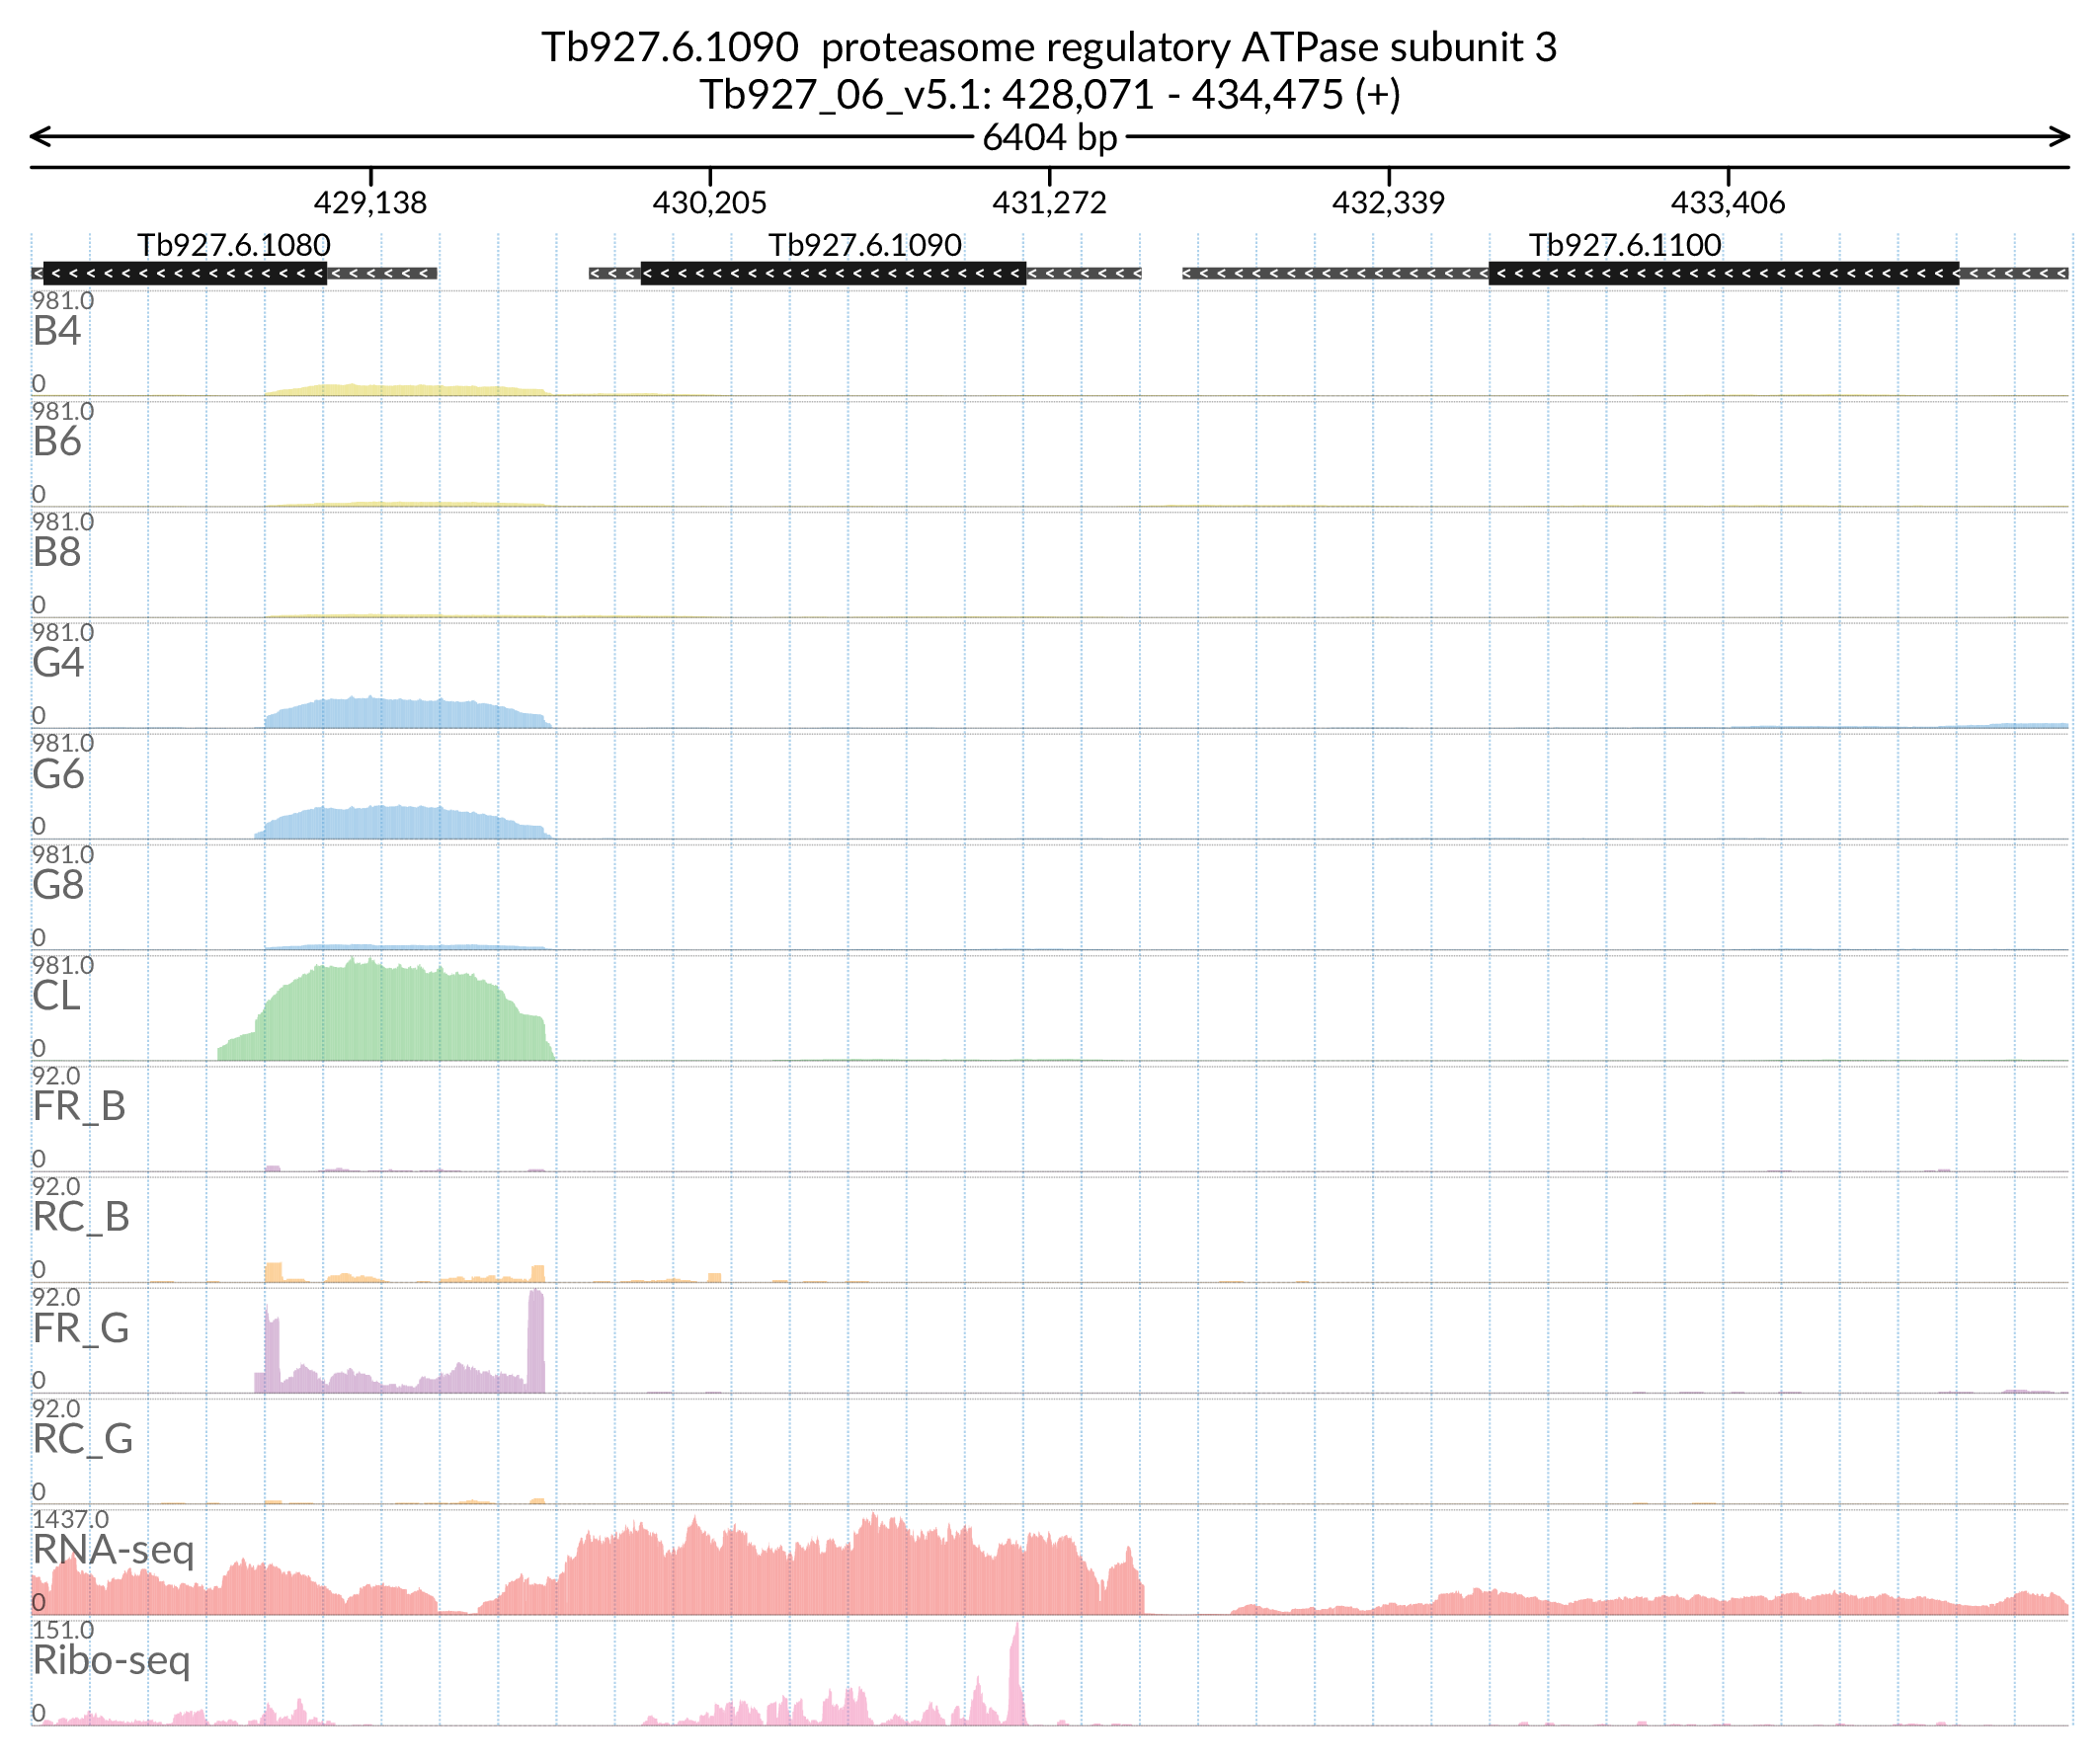 Tb927.6.1090 proteasome regulatory ATPase subunit 3
Tb927_06_v5.1: 428,071 - 434,475 (+)
6404 bp
429,138 430,205 431,272 432,339 433,406
Tb927.6.1080 Tb927.6.1090 Tb927.6.1100
981.0
B4
0
981.0
B6
0
981.0
B8
0
981.0
G4
0
981.0
G6
0
981.0
G8
0
981.0
CL
0
92.0
FR_B
0
92.0
RC_B
0
92.0
FR_G
0
92.0
RC_G
0
1437.0
RNA-seq
0
151.0
Ribo-seq
0